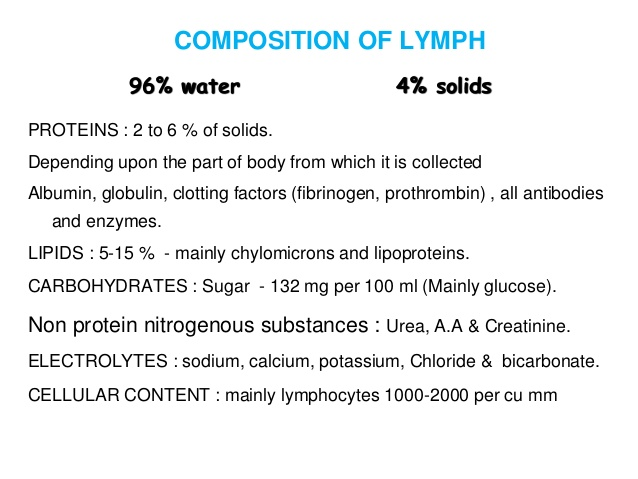 COMPOSITION OF LYMPH
96% water 4% solids
PROTEINS : 2 to 6 % of solids.
Depending upon the part of body from which it is collected
Albumin, globulin, clotting factors (fibrinogen, prothrombin) , all antibodies
and enzymes.
LIPIDS : 5-15 % - mainly chylomicrons and lipoproteins.
CARBOHYDRATES : Sugar - 132 mg per 100 ml (Mainly glucose).
Non protein nitrogenous substances : Urea, A.A & Creatinine.
ELECTROLYTES : sodium, calcium, potassium, Chloride & bicarbonate.
CELLULAR CONTENT : mainly lymphocytes 1000-2000 per cu mm